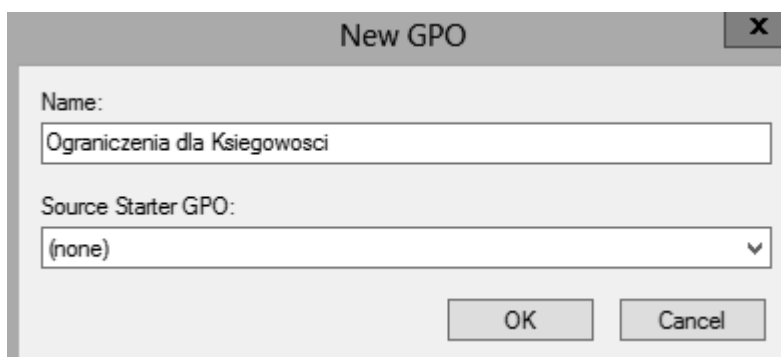 New GPO
x
Name:
Ograniczenia dla Ksiegowosci
Source Starter GPO:
(none)
OK Cancel